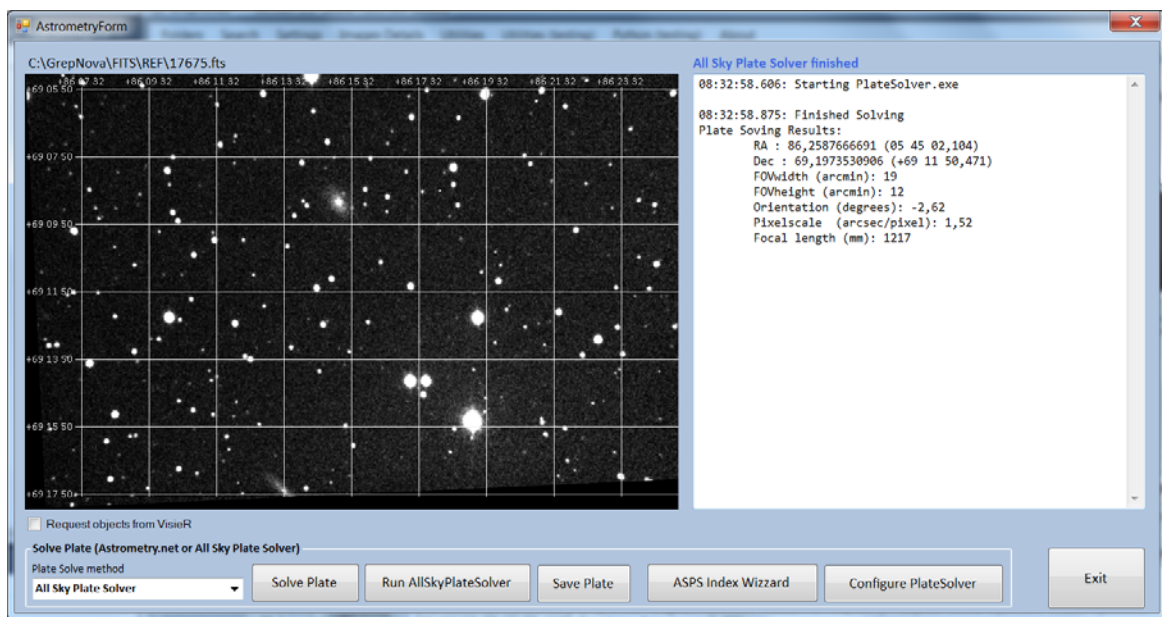 AstrometryForm
C:\GrepNova\FITS\REF\17675.fts
All Sky Plate Solver finished
+86 07 32 +86 09 32 +86 11 32 +86 13 32 +86 15 32 +86 17 32 +86 19 32 +86 21 32 +86 23 32
+69 05 50
+69 07 50
+69 09 50
+69 11 50
+69 13 50
+69 15 50
+69 17 50
08:32:58.606: Starting PlateSolver.exe
08:32:58.875: Finished Solving
Plate Soving Results:
RA : 86,2587666691 (05 45 02,104)
Dec : 69,1973530906 (+69 11 50,471)
FOVwidth (arcmin): 19
FOVheight (arcmin): 12
Orientation (degrees): -2,62
Pixelscale (arcsec/pixel): 1,52
Focal length (mm): 1217
Request objects from VisieR
Solve Plate (Astrometry.net or All Sky Plate Solver)
Plate Solve method
All Sky Plate Solver
Solve Plate
Run AllSkyPlateSolver
Save Plate
ASPS Index Wizzard
Configure PlateSolver
Exit